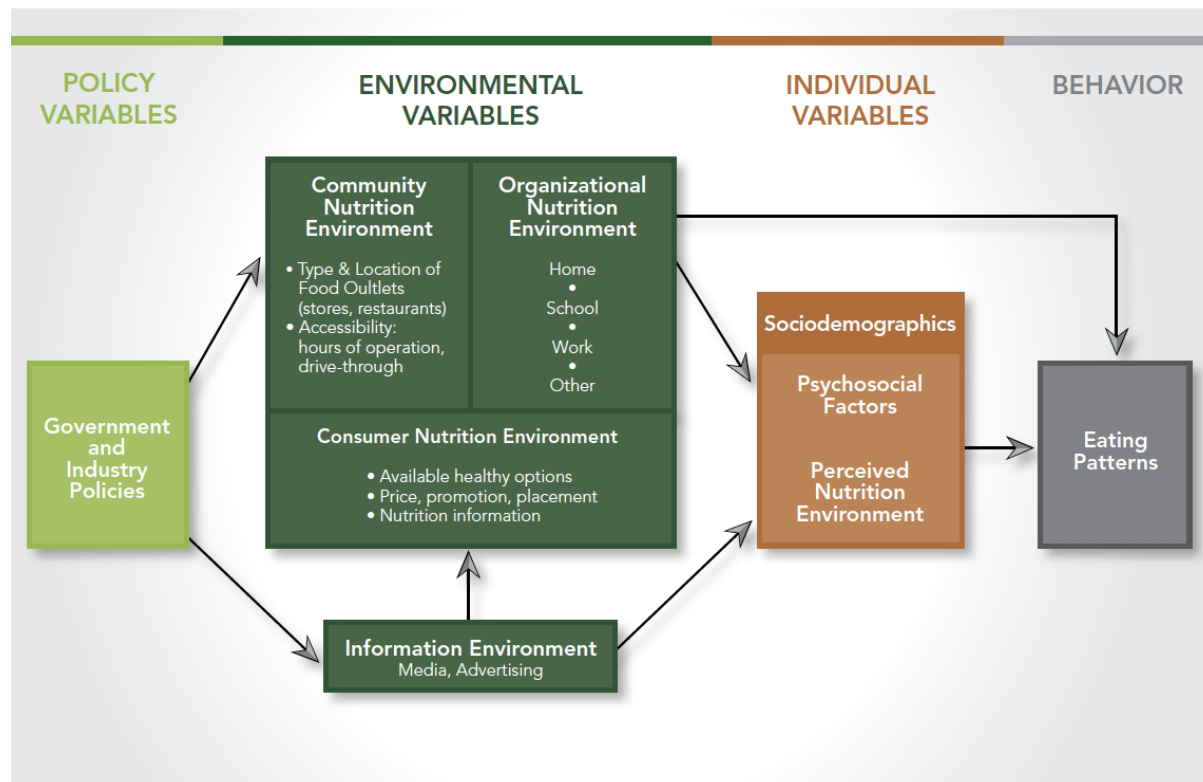 POLICY
VARIABLES
ENVIRONMENTAL
VARIABLES
INDIVIDUAL
VARIABLES
BEHAVIOR
Community
Nutrition
Environment
• Type & Location of
Food Oultlets
(stores, restaurants)
• Accessibility:
hours of operation,
drive-through
Organizational
Nutrition
Environment
Home
•
School
•
Work
•
Other
Consumer Nutrition Environment
• Available healthy options
• Price, promotion, placement
• Nutrition information
Government
and
Industry
Policies
Information Environment
Media, Advertising
Sociodemographics
Psychosocial
Factors
Perceived
Nutrition
Environment
Eating
Patterns